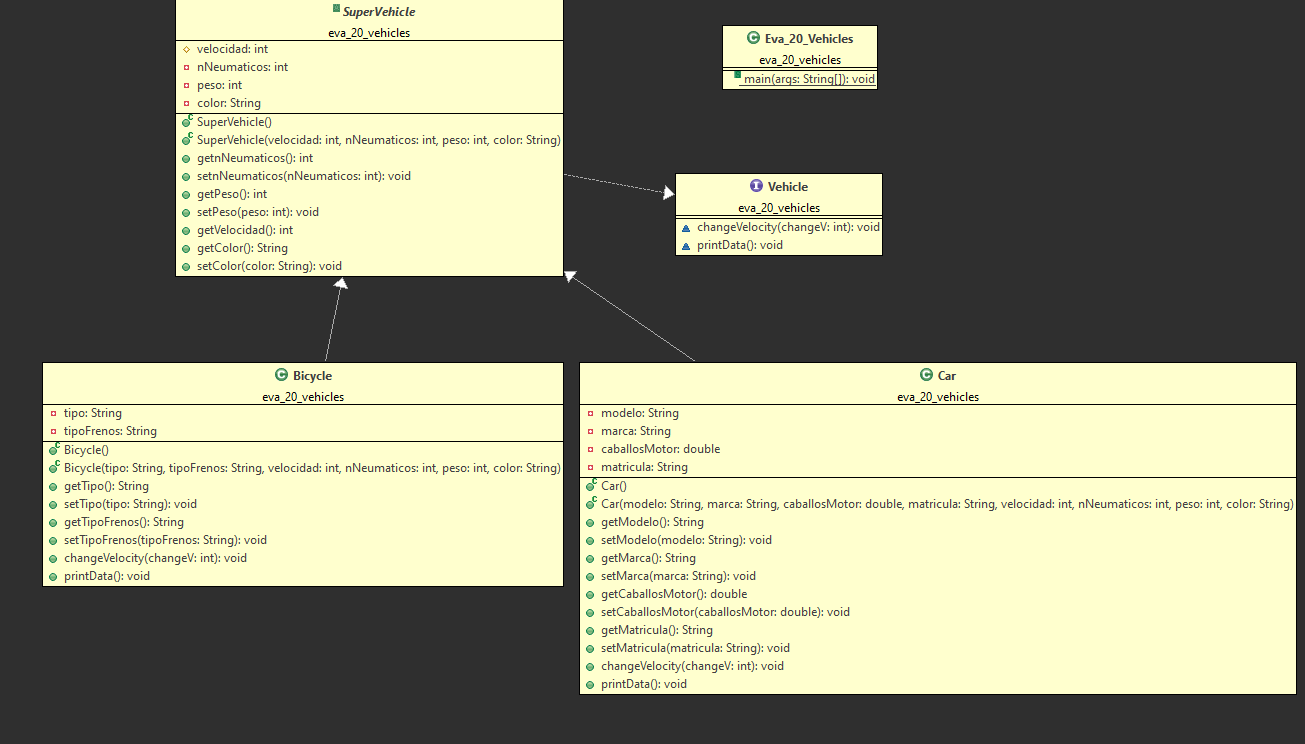 SuperVehicle
eva_20_vehicles
velocidad: int
nNeumaticos: int
peso: int
color: String
SuperVehicle()
SuperVehicle(velocidad: int, nNeumaticos: int, peso: int, color: String)
getnNeumaticos(): int
setnNeumaticos(nNeumaticos: int): void
getPeso(): int
setPeso(peso: int): void
getVelocidad(): int
getColor(): String
setColor(color: String): void
Eva_20_Vehicles
eva_20_vehicles
main(args: String[]): void
Vehicle
eva_20_vehicles
changeVelocity(changeV: int): void
printData(): void
Bicycle
eva_20_vehicles
tipo: String
tipoFrenos: String
Bicycle()
Bicycle(tipo: String, tipoFrenos: String, velocidad: int, nNeumaticos: int, peso: int, color: String)
getTipo(): String
setTipo(tipo: String): void
getTipoFrenos(): String
setTipoFrenos(tipoFrenos: String): void
changeVelocity(changeV: int): void
printData(): void
Car
eva_20_vehicles
modelo: String
marca: String
caballosMotor: double
matricula: String
Car()
Car(modelo: String, marca: String, caballosMotor: double, matricula: String, velocidad: int, nNeumaticos: int, peso: int, color: String)
getModelo(): String
setModelo(modelo: String): void
getMarca(): String
setMarca(marca: String): void
getCaballosMotor(): double
setCaballosMotor(caballosMotor: double): void
getMatricula(): String
setMatricula(matricula: String): void
changeVelocity(changeV: int): void
printData(): void